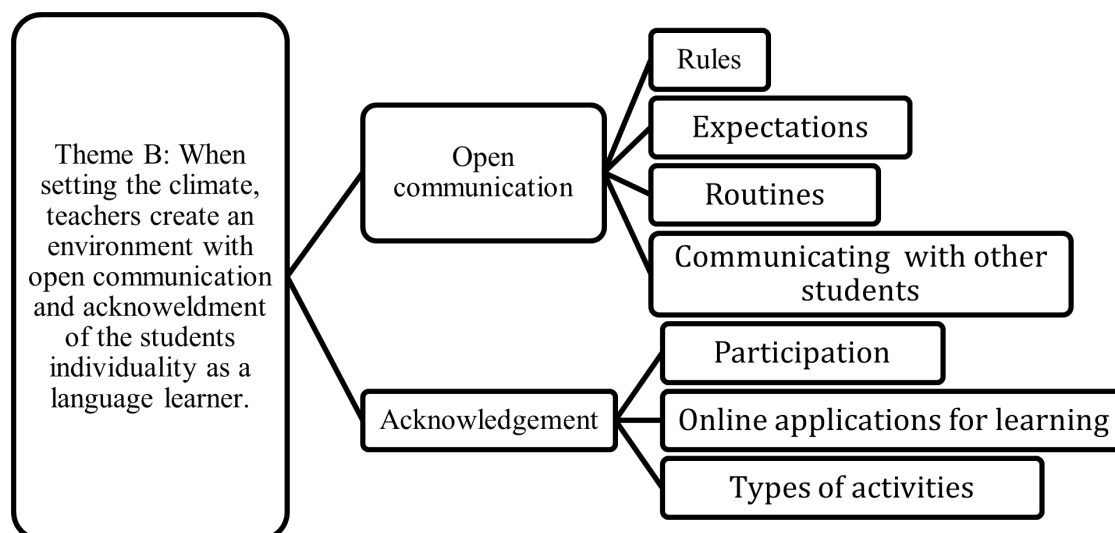 Theme B: When
setting the climate,
teachers create an
environment with
open communication
and acknoweldment
of the students
individuality as a
language learner.
Open
communication
Rules
Expectations
Routines
Communicating with other
students
Acknowledgement
Participation
Online applications for learning
Types of activities